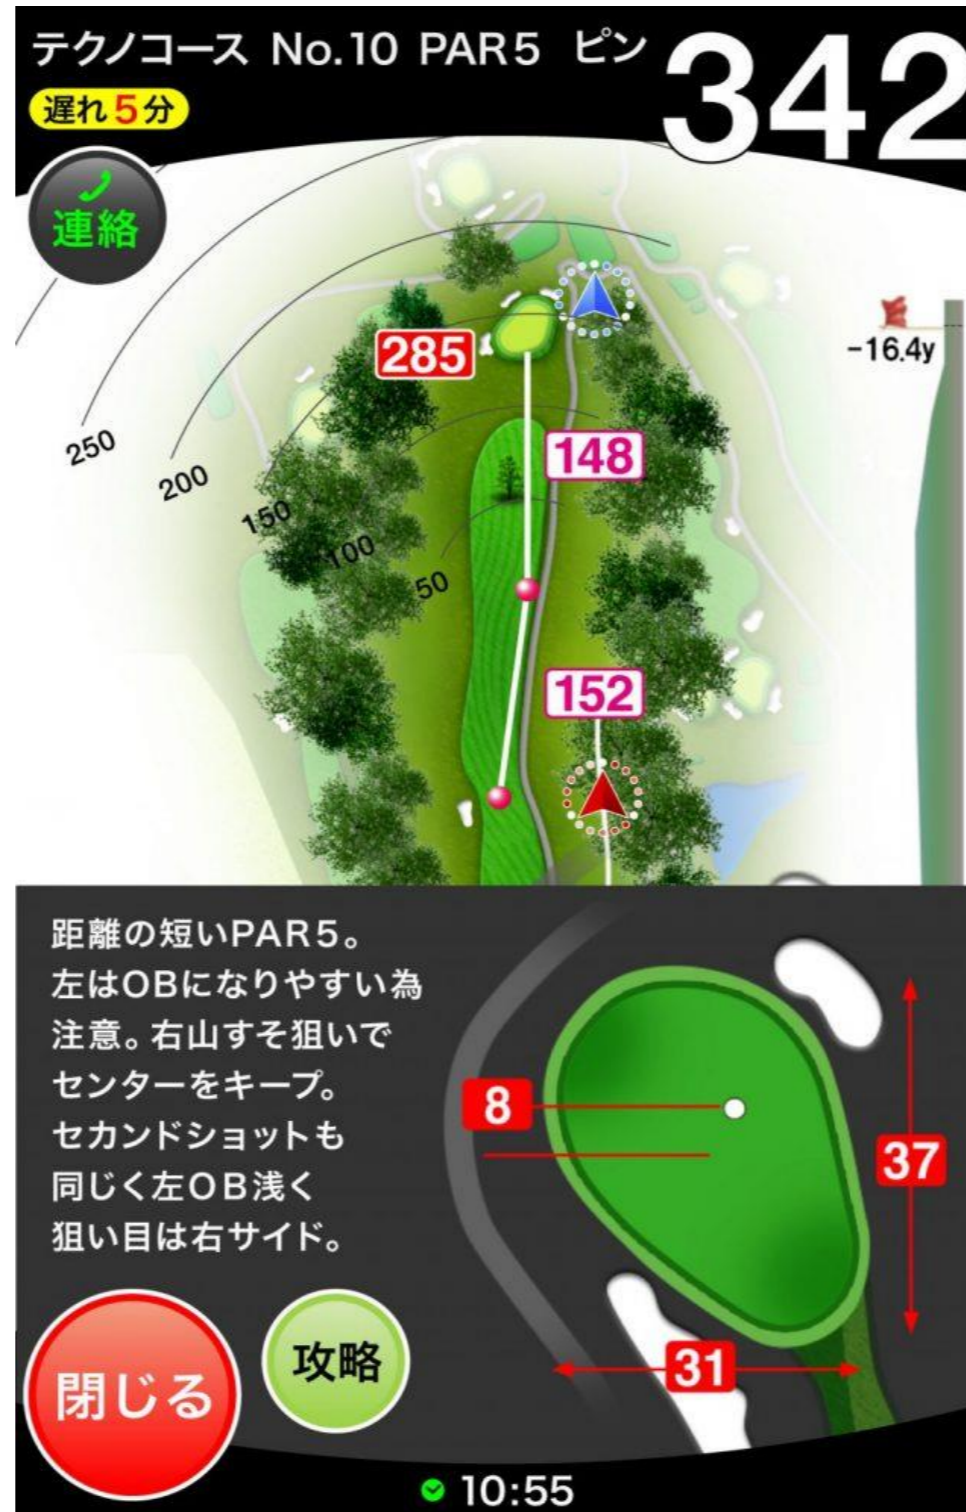 テクノコース No.10 PAR5 ピン 342
遅れ5分
連絡
285
-16.4y
250
148
200
150
100
50
152
距離の短いPAR5。
左はOBになりやすい為
注意。右山すそ狙いで
センターをキープ。
セカンドショットも
同じく左OB浅く
狙い目は右サイド。
8
37
31
閉じる
攻略
10:55